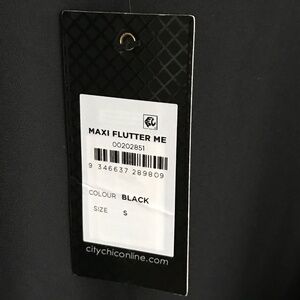 MAXI FLUTTER ME
00202851
9 346637 289809
COLOUR BLACK
SIZE S
citychiconline.com